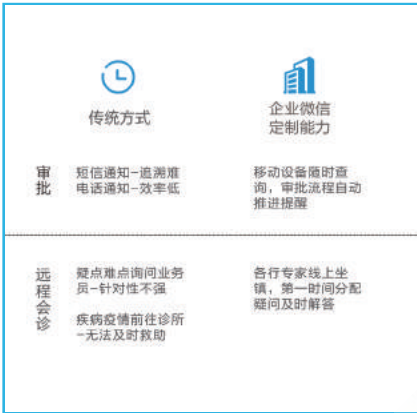 传统方式
企业微信
定制能力
审批
短信通知-追溯难
电话通知-效率低
移动设备随时查
询，审批流程自动
推进提醒
远程会诊
疑点难点询问业务
员-针对性不强
疾病疫情前往诊所
-无法及时救助
各行专家线上坐
镇，第一时间分配
疑问及时解答